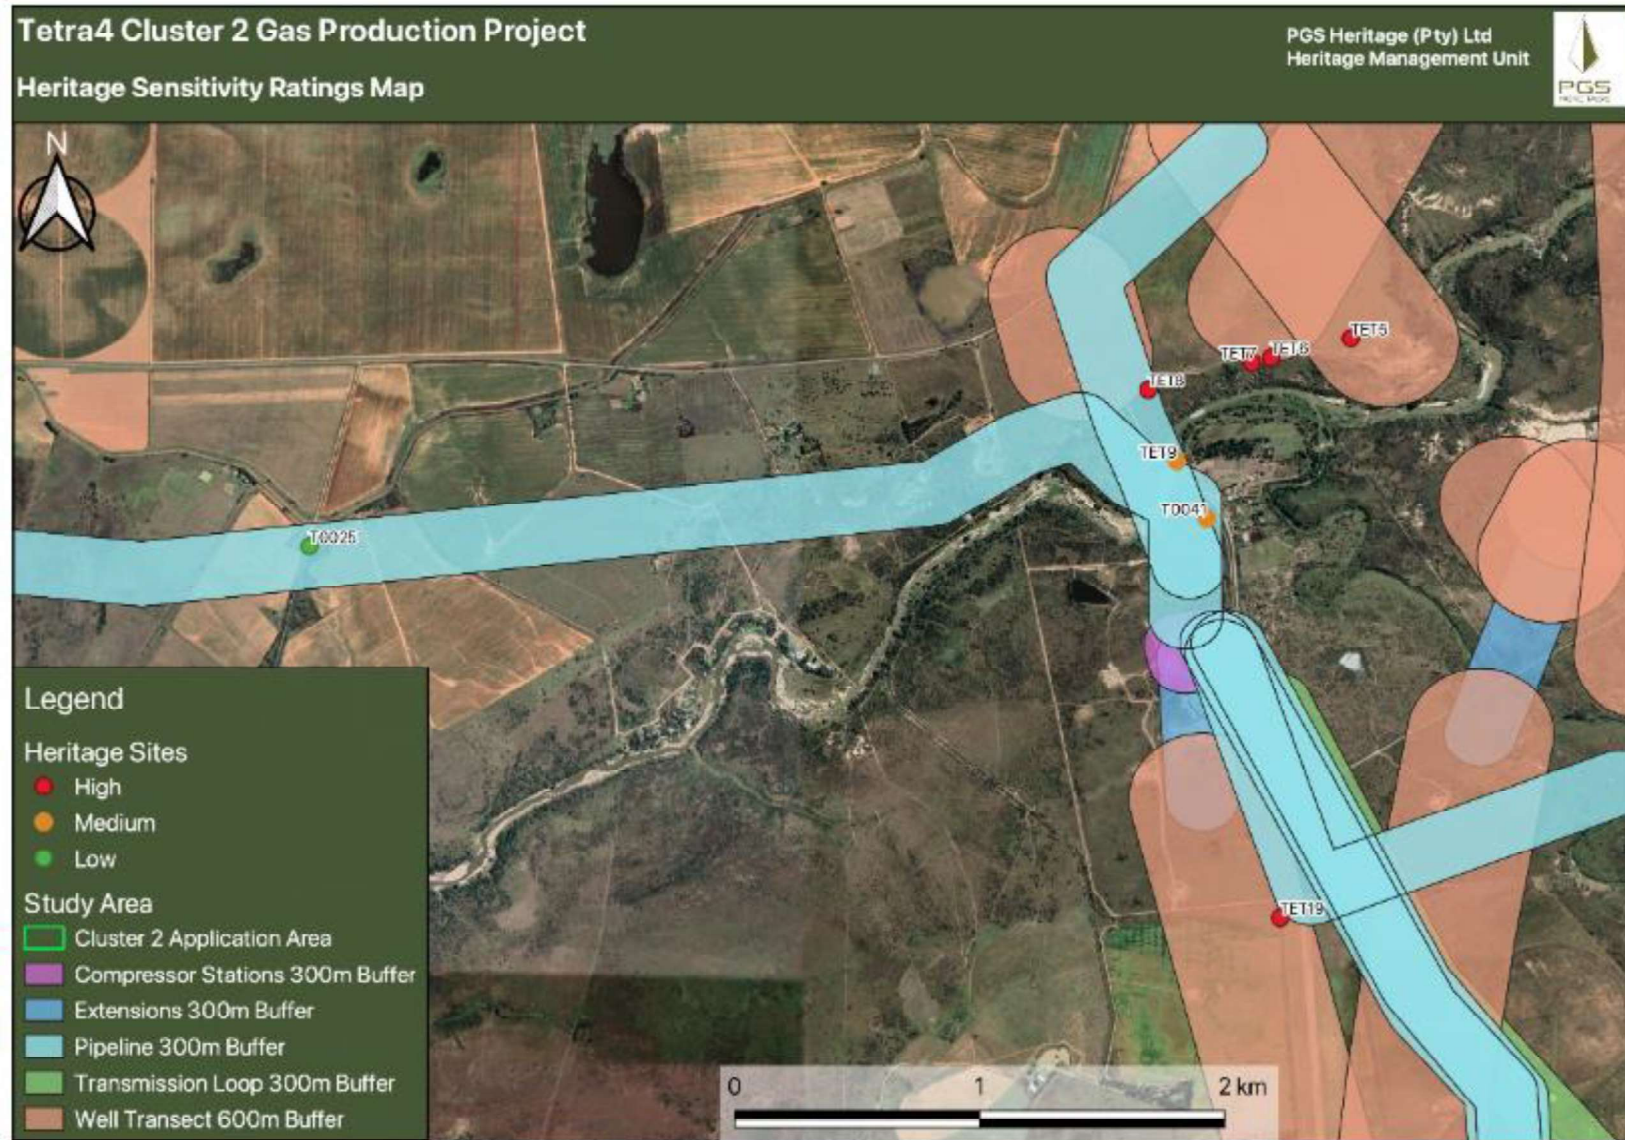 Tetra4 Cluster 2 Gas Production Project
Heritage Sensitivity Ratings Map
PGS Heritage (Pty) Ltd
Heritage Management Unit
PGS
N
TET5
TET7
TET6
TET8
TET9
T0041
T0025
TET19
Legend
Heritage Sites
High
Medium
Low
Study Area
Cluster 2 Application Area
Compressor Stations 300m Buffer
Extensions 300m Buffer
Pipeline 300m Buffer
Transmission Loop 300m Buffer
Well Transect 600m Buffer
0 1 2 km